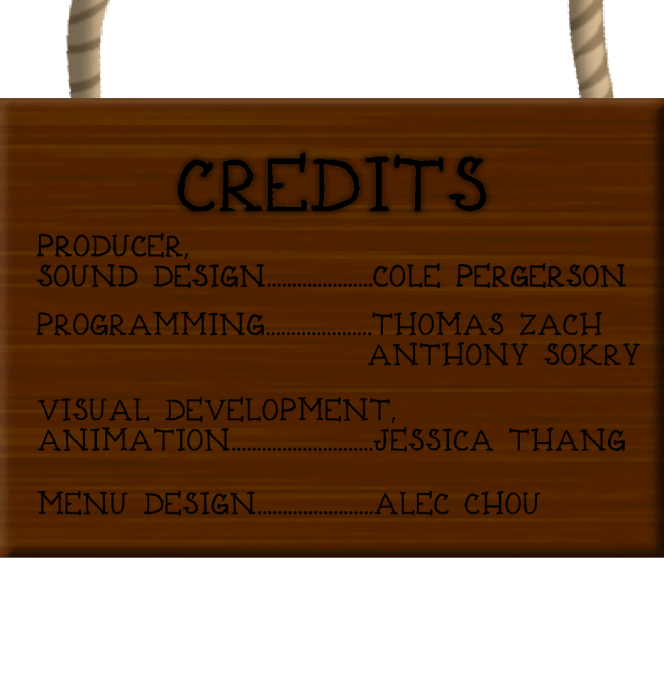 CREDITS
PRODUCER,
SOUND DESIGN.....................COLE PERGERSON
PROGRAMMING.....................THOMAS ZACH
ANTHONY SOKRY
VISUAL DEVELOPMENT,
ANIMATION............................JESSICA THANG
MENU DESIGN.......................ALEC CHOU